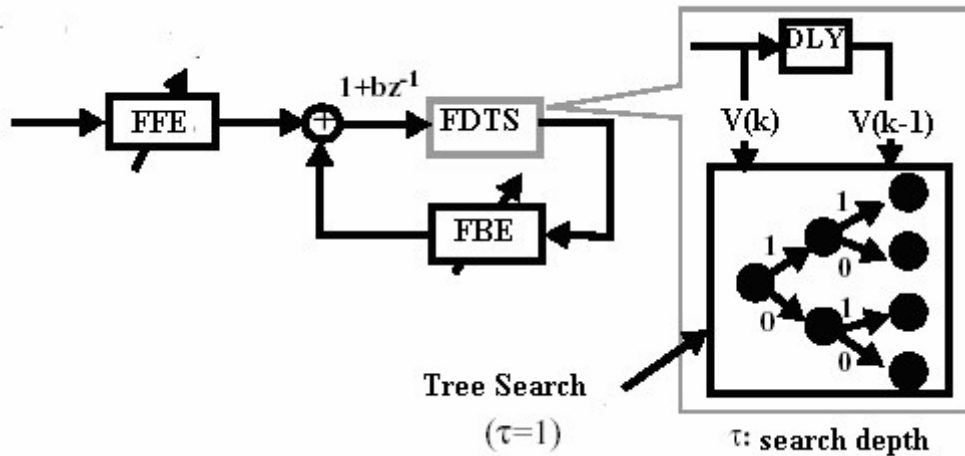 DLY
1+bz⁻¹
FFE
+
FDTS
V(k)
V(k-1)
FBE
1
1
0
0
1
0
Tree Search
(τ=1)
τ: search depth